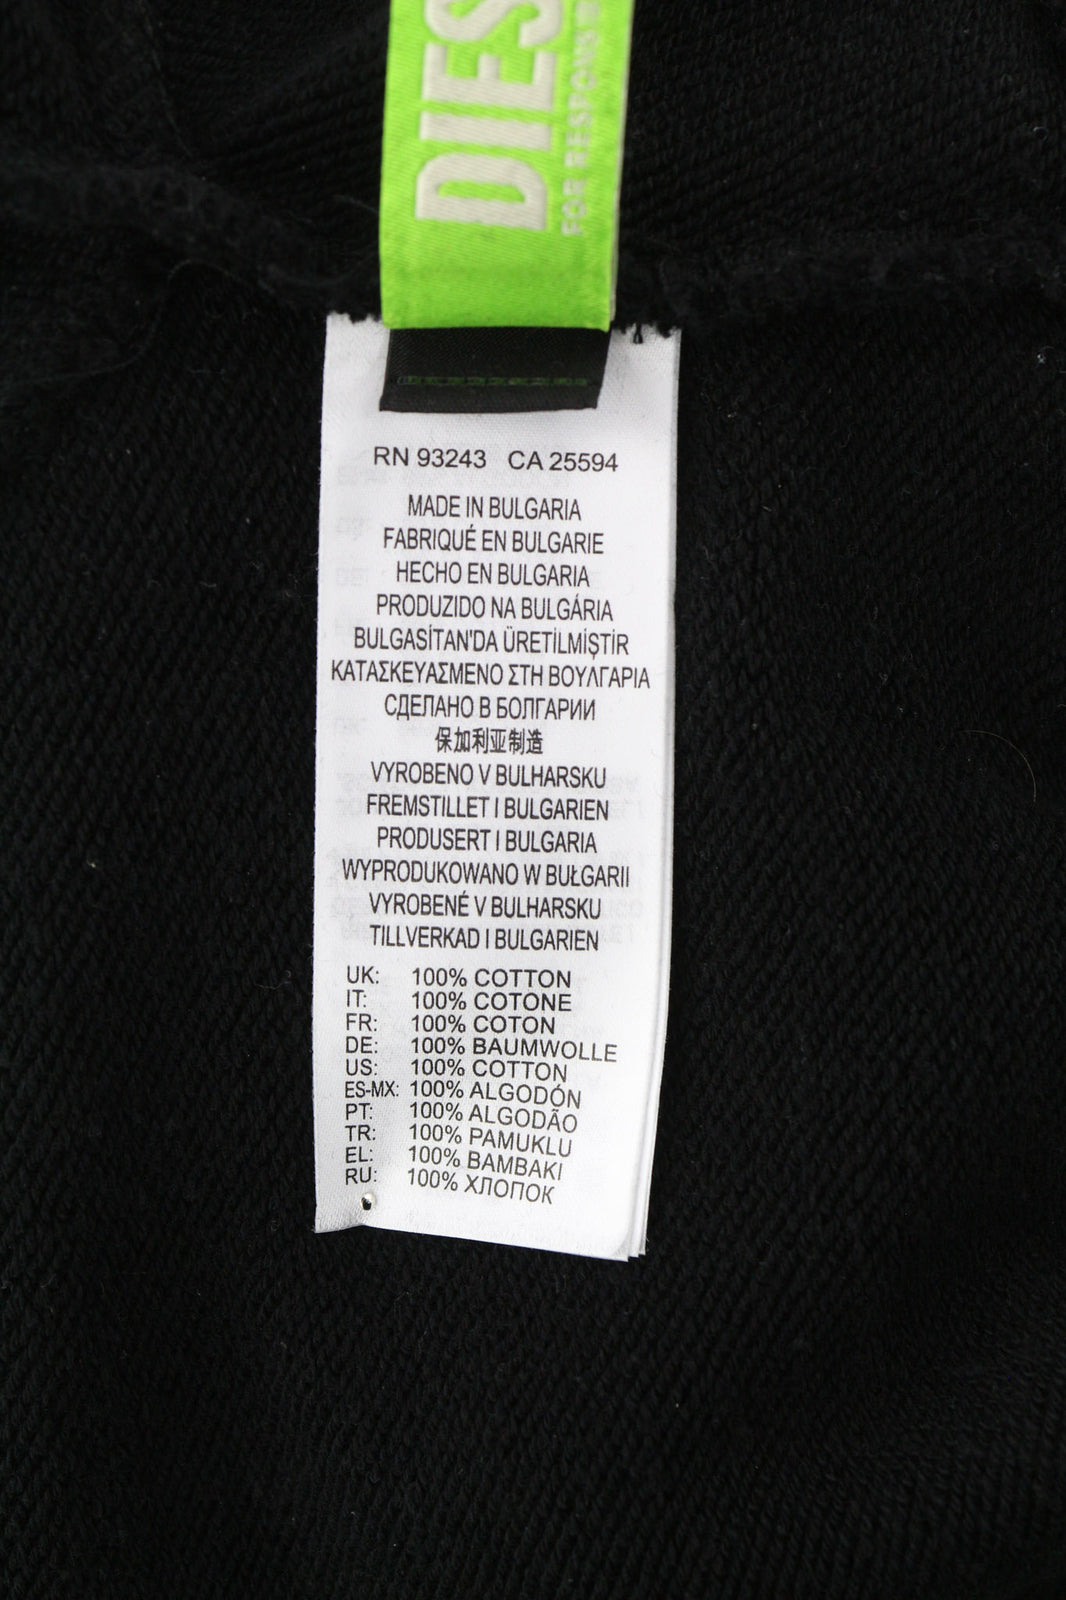 DIES
FOR RESPONSI
RN 93243 CA 25594
MADE IN BULGARIA
FABRIQUÉ EN BULGARIE
HECHO EN BULGARIA
PRODUZIDO NA BULGÁRIA
BULGASİTAN'DA ÜRETİLMİŞTİR
ΚΑΤΑΣΚΕΥΑΣΜΕΝΟ ΣΤΗ ΒΟΥΛΓΑΡΙΑ
СДЕЛАНО В БОЛГАРИИ
保加利亚制造
VYROBENO V BULHARSKU
FREMSTILLET I BULGARIEN
PRODUSERT I BULGARIA
WYPRODUKOWANO W BUŁGARII
VYROBENÉ V BULHARSKU
TILLVERKAD I BULGARIEN
UK: 100% COTTON
IT: 100% COTONE
FR: 100% COTON
DE: 100% BAUMWOLLE
US: 100% COTTON
ES-MX: 100% ALGODÓN
PT: 100% ALGODÃO
TR: 100% PAMUKLU
EL: 100% ΒΑΜΒΑΚΙ
RU: 100% ХЛОПОК